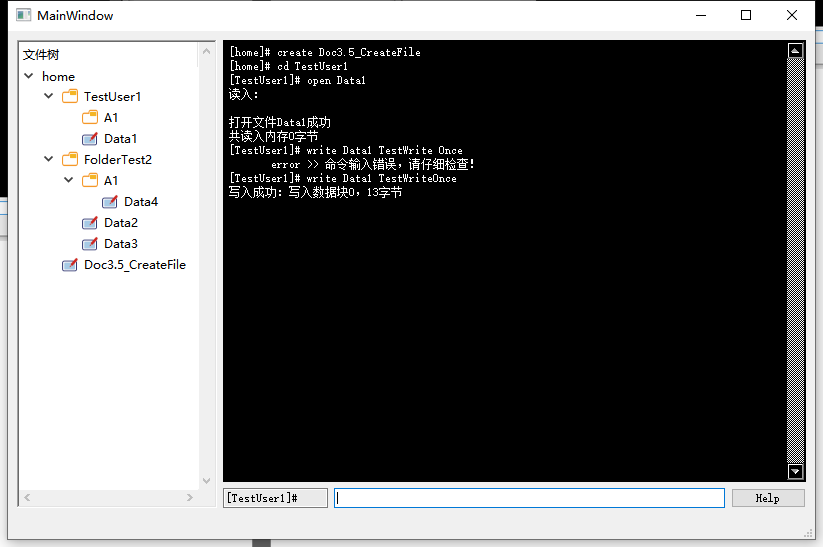 MainWindow
文件树
home
TestUser1
A1
Data1
FolderTest2
A1
Data4
Data2
Data3
Doc3.5_CreateFile
[home]# create Doc3.5_CreateFile
[home]# cd TestUser1
[TestUser1]# open Data1
读入：
打开文件Data1成功
共读入内存0字节
[TestUser1]# write Data1 TestWrite Once
error >> 命令输入错误，请仔细检查！
[TestUser1]# write Data1 TestWriteOnce
写入成功：写入数据块0，13字节
[TestUser1]#
Help